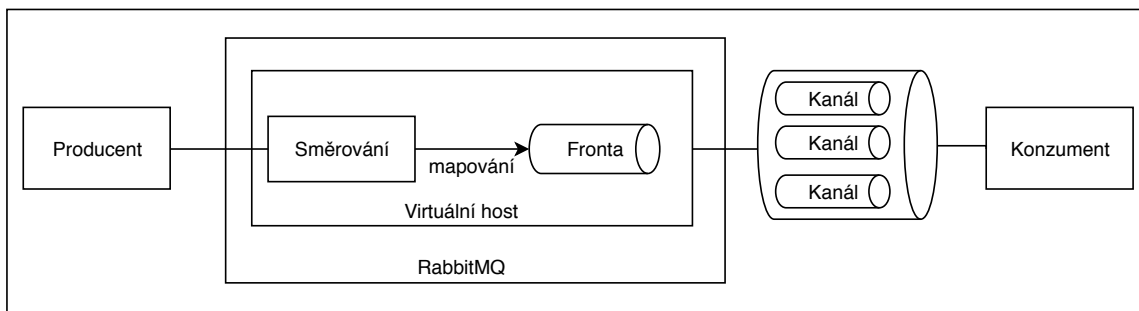 Producent
Směrování
mapování
Fronta
Virtuální host
RabbitMQ
Kanál
Kanál
Kanál
Konzument